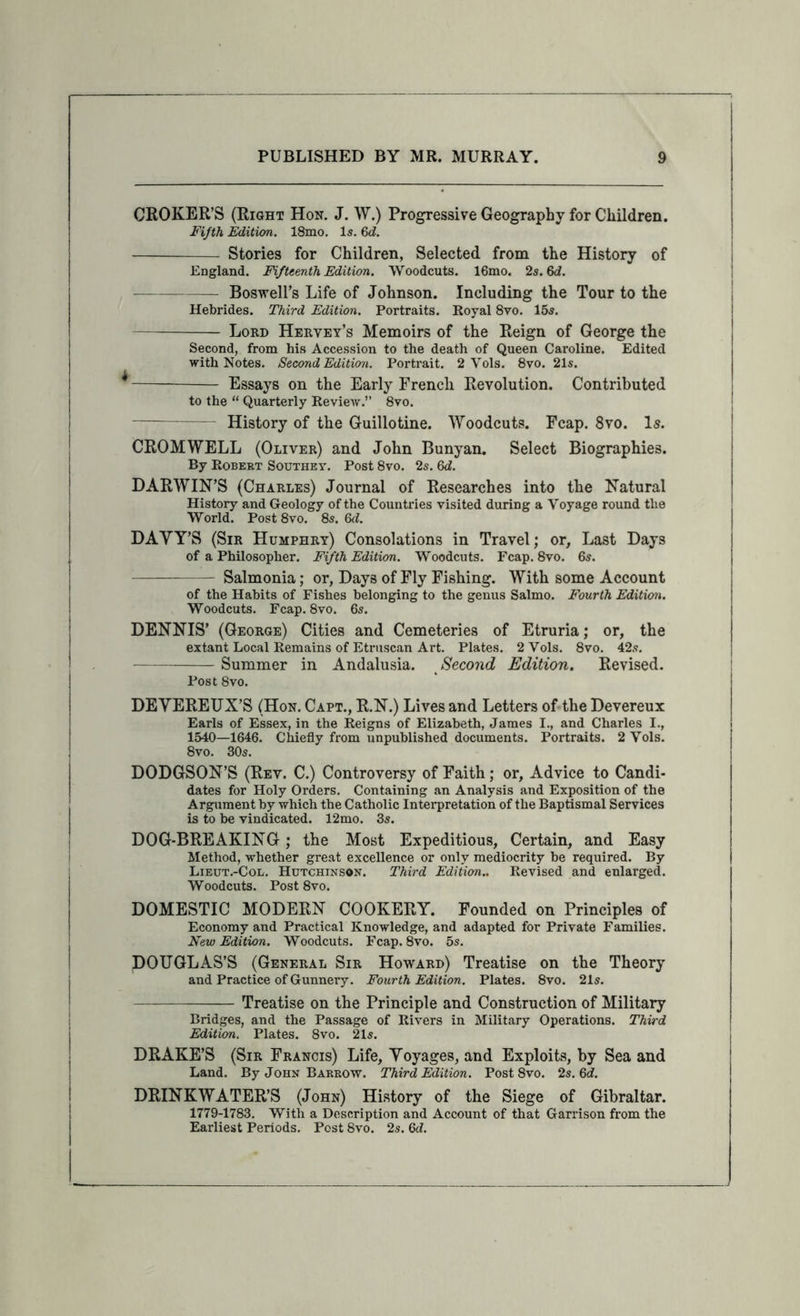 PUBLISHED BY MR. MURRAY. 9
CROKER'S (Right Hon. J. W.) Progressive Geography for Children.
Fifth Edition. 18mo. 1s. 6d.
——— Stories for Children, Selected from the History of
England. Fifteenth Edition. Woodcuts. 16mo. 2s. 6d.
——— Boswell's Life of Johnson. Including the Tour to the
Hebrides. Third Edition. Portraits. Royal 8vo. 15s.
——— Lord Hervey's Memoirs of the Reign of George the
Second, from his Accession to the death of Queen Caroline. Edited
with Notes. Second Edition. Portrait. 2 Vols. 8vo. 21s.
——— Essays on the Early French Revolution. Contributed
to the “ Quarterly Review.” 8vo.
——— History of the Guillotine. Woodcuts. Fcap. 8vo. 1s.
CROMWELL (Oliver) and John Bunyan. Select Biographies.
By Robert Southey. Post 8vo. 2s. 6d.
DARWIN'S (Charles) Journal of Researches into the Natural
History and Geology of the Countries visited during a Voyage round the
World. Post 8vo. 8s. 6d.
DAVY'S (Sir Humphry) Consolations in Travel; or, Last Days
of a Philosopher. Fifth Edition. Woodcuts. Fcap. 8vo. 6s.
——— Salmonia; or, Days of Fly Fishing. With some Account
of the Habits of Fishes belonging to the genus Salmo. Fourth Edition.
Woodcuts. Fcap. 8vo. 6s.
DENNIS' (George) Cities and Cemeteries of Etruria; or, the
extant Local Remains of Etruscan Art. Plates. 2 Vols. 8vo. 42s.
——— Summer in Andalusia. Second Edition. Revised.
Post 8vo.
DEVEREUX'S (Hon. Capt., R.N.) Lives and Letters of the Devereux
Earls of Essex, in the Reigns of Elizabeth, James I., and Charles I.,
1540—1646. Chiefly from unpublished documents. Portraits. 2 Vols.
8vo. 30s.
DODGSON'S (Rev. C.) Controversy of Faith; or, Advice to Candi-
dates for Holy Orders. Containing an Analysis and Exposition of the
Argument by which the Catholic Interpretation of the Baptismal Services
is to be vindicated. 12mo. 3s.
DOG-BREAKING; the Most Expeditious, Certain, and Easy
Method, whether great excellence or only mediocrity be required. By
Lieut.-Col. Hutchinson. Third Edition.. Revised and enlarged.
Woodcuts. Post 8vo.
DOMESTIC MODERN COOKERY. Founded on Principles of
Economy and Practical Knowledge, and adapted for Private Families.
New Edition. Woodcuts. Fcap. 8vo. 5s.
DOUGLAS'S (General Sir Howard) Treatise on the Theory
and Practice of Gunnery. Fourth Edition. Plates. 8vo. 21s.
——— Treatise on the Principle and Construction of Military
Bridges, and the Passage of Rivers in Military Operations. Third
Edition. Plates. 8vo. 21s.
DRAKE'S (Sir Francis) Life, Voyages, and Exploits, by Sea and
Land. By John Barrow. Third Edition. Post 8vo. 2s. 6d.
DRINKWATER'S (John) History of the Siege of Gibraltar.
1779-1783. With a Description and Account of that Garrison from the
Earliest Periods. Post 8vo. 2s. 6d.